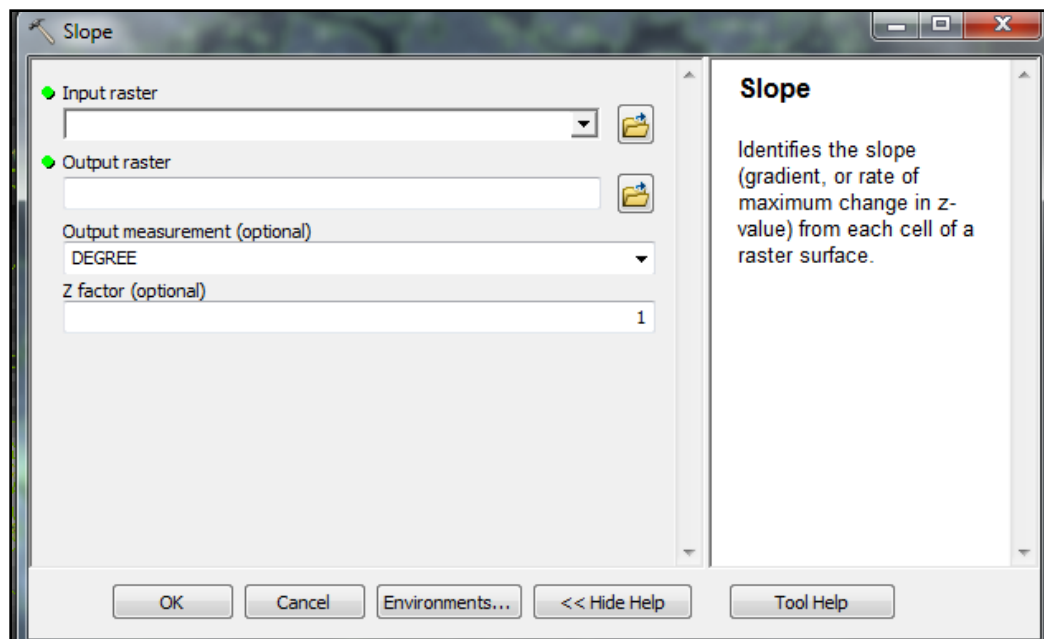 Slope
Input raster
Output raster
Output measurement (optional)
DEGREE
Z factor (optional)
1
OK
Cancel
Environments...
<< Hide Help
Slope
Identifies the slope
(gradient, or rate of
maximum change in z-
value) from each cell of a
raster surface.
Tool Help